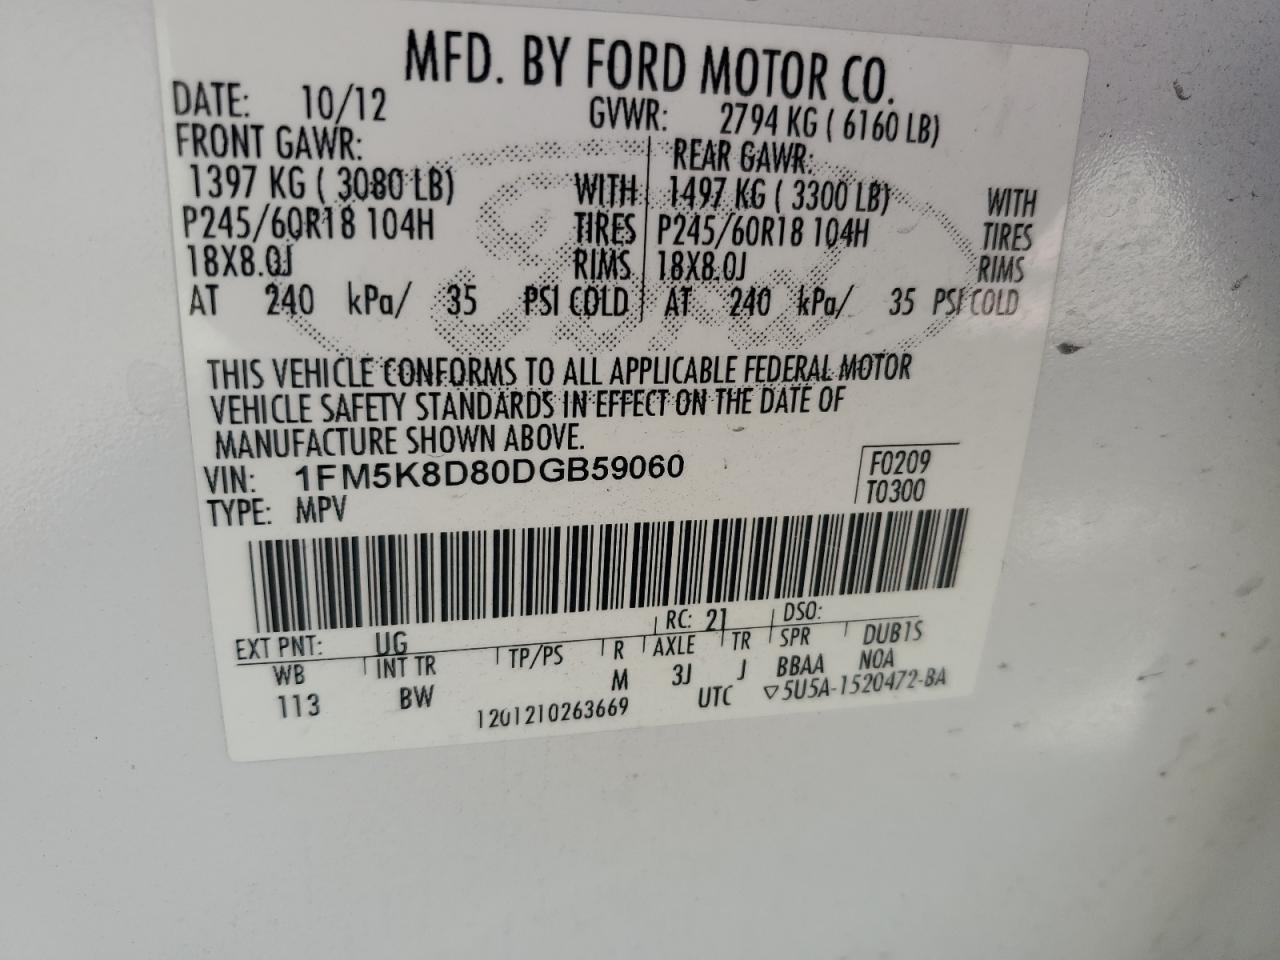 MFD. BY FORD MOTOR CO.
DATE: 10/12 GVWR: 2794 KG ( 6160 LB)
FRONT GAWR: REAR GAWR:
1397 KG ( 3080 LB) WITH 1497 KG ( 3300 LB) WITH
P245/60R18 104H TIRES P245/60R18 104H TIRES
18X8.0J RIMS 18X8.0J RIMS
AT 240 kPa/ 35 PSI COLD AT 240 kPa/ 35 PSI COLD
THIS VEHICLE CONFORMS TO ALL APPLICABLE FEDERAL MOTOR
VEHICLE SAFETY STANDARDS IN EFFECT ON THE DATE OF
MANUFACTURE SHOWN ABOVE.
VIN: 1FM5K8D80DGB59060 F0209
TYPE: MPV T0300
EXT PNT: UG RC: 21 DSO:
WB INT TR TP/PS R AXLE TR SPR DUB1S
113 BW M 3J J BBAA NOA
1201210263669 UTC ▽5U5A-1520472-BA